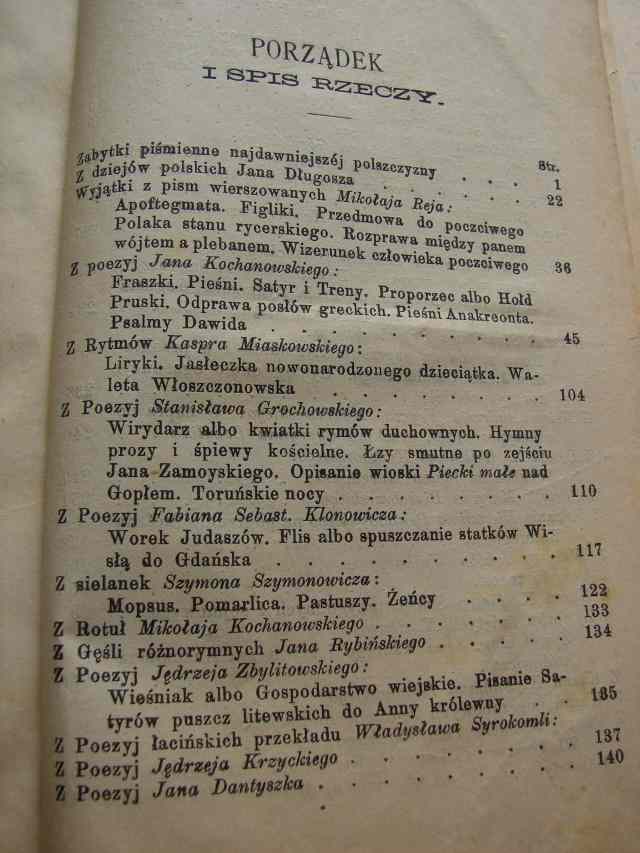 PORZĄDEK
I SPIS RZECZY.
Str.
Zabytki piśmienne najdawniejszéj polszczyzny . . . 1
Z dziejów polskich Jana Długosza . . . . . . 22
Wyjątki z pism wierszowanych Mikołaja Reja:
Apoftegmata. Figliki. Przedmowa do poczciwego
Polaka stanu rycerskiego. Rozprawa między panem
wójtem a plebanem. Wizerunek człowieka poczciwego 36
Z poezyj Jana Kochanowskiego:
Fraszki. Pieśni. Satyr i Treny. Proporzec albo Hołd
Pruski. Odprawa posłów greckich. Pieśni Anakreonta.
Psalmy Dawida . . . . . . . . . 45
Z Rytmów Kaspra Miaskowskiego:
Liryki. Jasłeczka nowonarodzonego dzieciątka. Wa-
leta Włoszczonowska . . . . . . . 104
Z Poezyj Stanisława Grochowskiego:
Wirydarz albo kwiatki rymów duchownych. Hymny
prozy i śpiewy kościelne. Łzy smutne po zejściu
Jana Zamoyskiego. Opisanie wioski Piecki małe nad
Gopłem. Toruńskie nocy . . . . . . . . 110
Z Poezyj Fabiana Sebast. Klonowicza:
Worek Judaszów. Flis albo spuszczanie statków Wi-
słą do Gdańska . . . . . . . . . 117
Z sielanek Szymona Szymonowicza:
Mopsus. Pomarlica. Pastuszy. Żeńcy . . . . 122
Z Rotuł Mikołaja Kochanowskiego . . . . . . 133
Z Gęśli różnorymnych Jana Rybińskiego . . . . . 134
Z Poezyj Jędrzeja Zbylitowskiego:
Wieśniak albo Gospodarstwo wiejskie. Pisanie Sa-
tyrów puszcz litewskich do Anny królewny . . 135
Z Poezyj łacińskich przekładu Władysława Syrokomli:
Z Poezyj Jędrzeja Krzyckiego . . . . . . . 137
Z Poezyj Jana Dantyszka . . . . . . . . 140